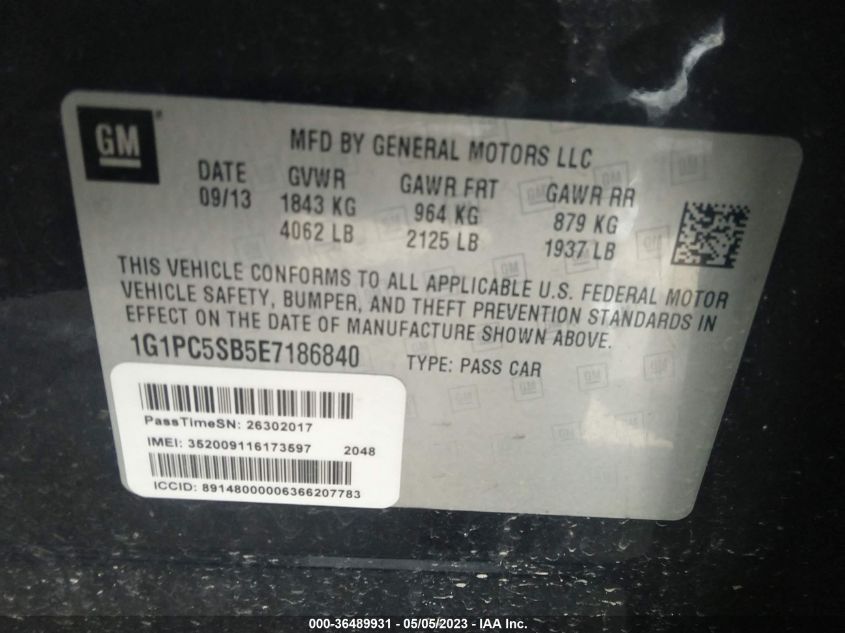 GM
MFD BY GENERAL MOTORS LLC
DATE GVWR GAWR FRT GAWR RR
09/13 1843 KG 964 KG 879 KG
4062 LB 2125 LB 1937 LB
THIS VEHICLE CONFORMS TO ALL APPLICABLE U.S. FEDERAL MOTOR
VEHICLE SAFETY, BUMPER, AND THEFT PREVENTION STANDARDS IN
EFFECT ON THE DATE OF MANUFACTURE SHOWN ABOVE.
1G1PC5SB5E7186840 TYPE: PASS CAR
PassTimeSN: 26302017
IMEI: 352009116173597 2048
ICCID: 89148000006366207783
000-36489931 - 05/05/2023 - IAA Inc.